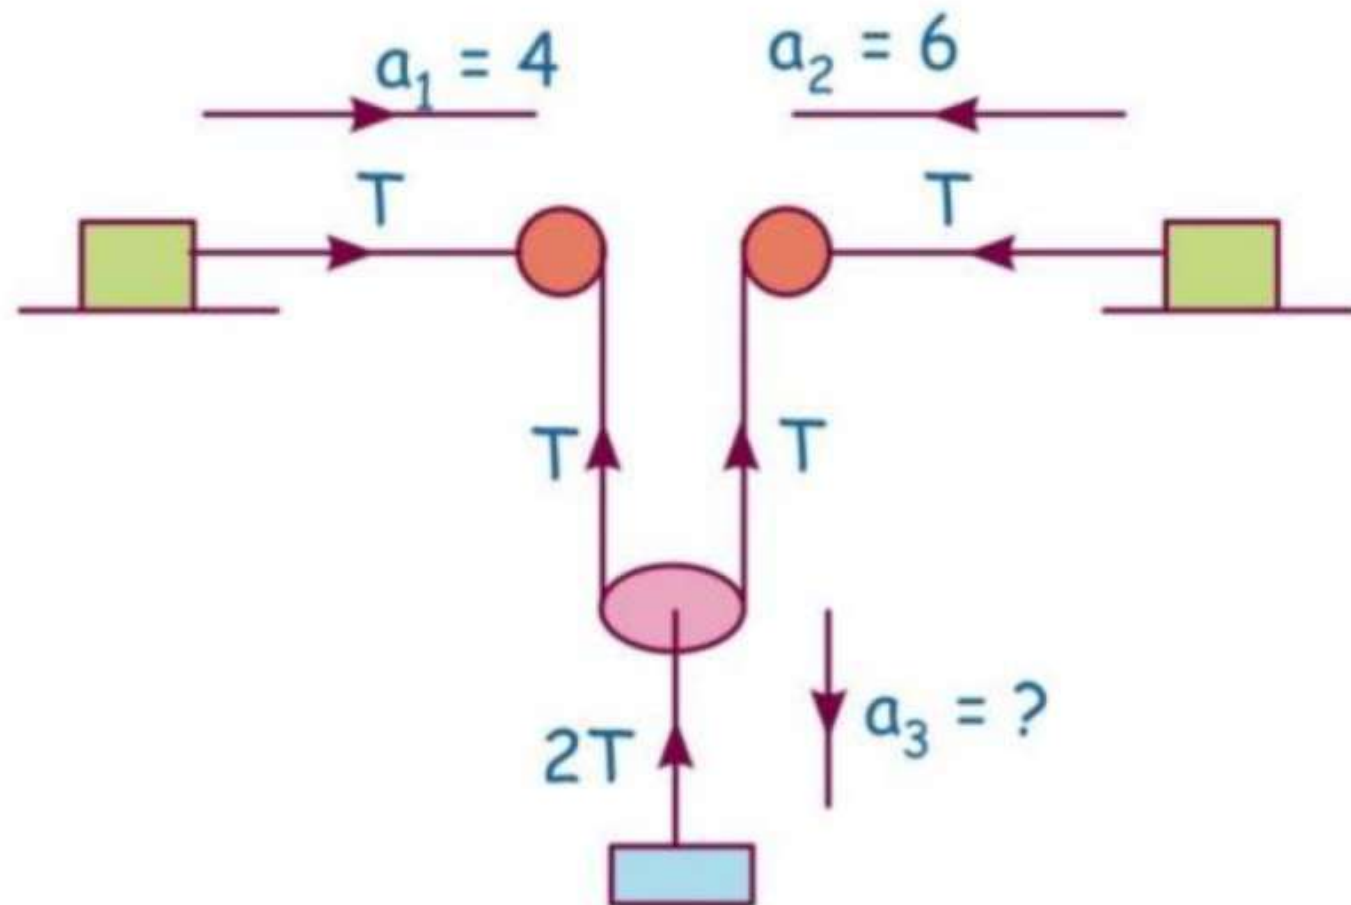 a₁ = 4
a₂ = 6
T
T
T
T
2T
a₃ = ?